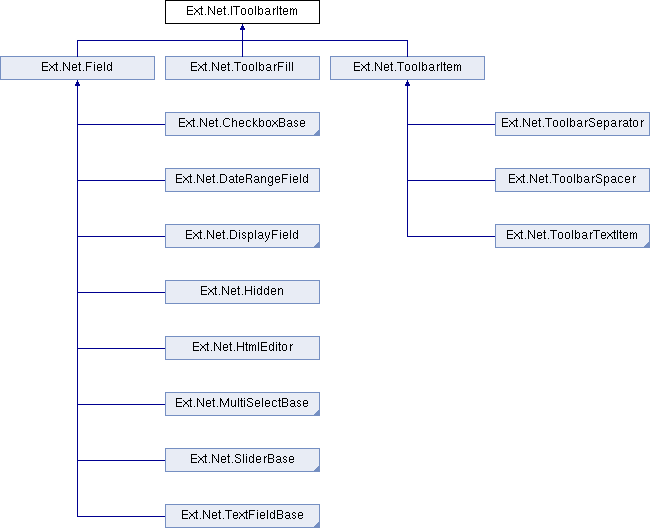 Ext.Net.IToolbarItem
Ext.Net.Field
Ext.Net.ToolbarFill
Ext.Net.ToolbarItem
Ext.Net.CheckboxBase
Ext.Net.ToolbarSeparator
Ext.Net.DateRangeField
Ext.Net.ToolbarSpacer
Ext.Net.DisplayField
Ext.Net.ToolbarTextItem
Ext.Net.Hidden
Ext.Net.HtmlEditor
Ext.Net.MultiSelectBase
Ext.Net.SliderBase
Ext.Net.TextFieldBase